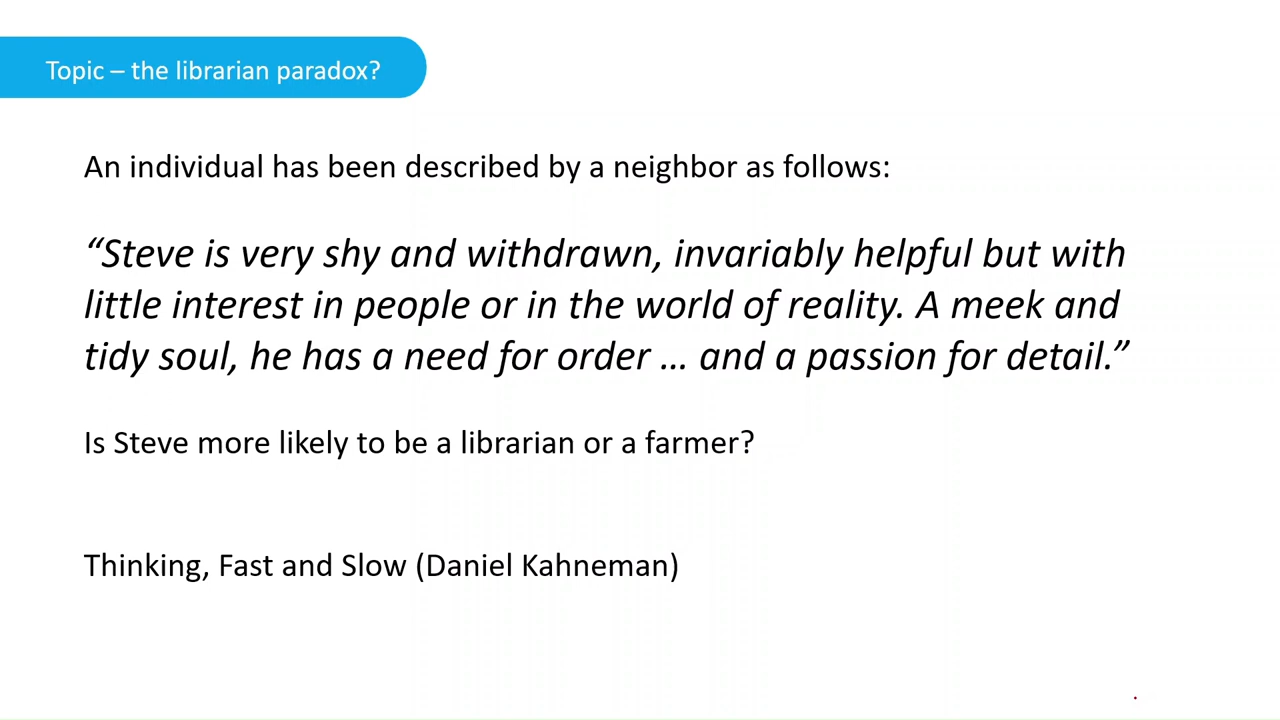 Topic – the librarian paradox?
An individual has been described by a neighbor as follows:
“Steve is very shy and withdrawn, invariably helpful but with
little interest in people or in the world of reality. A meek and
tidy soul, he has a need for order … and a passion for detail.”
Is Steve more likely to be a librarian or a farmer?
Thinking, Fast and Slow (Daniel Kahneman)